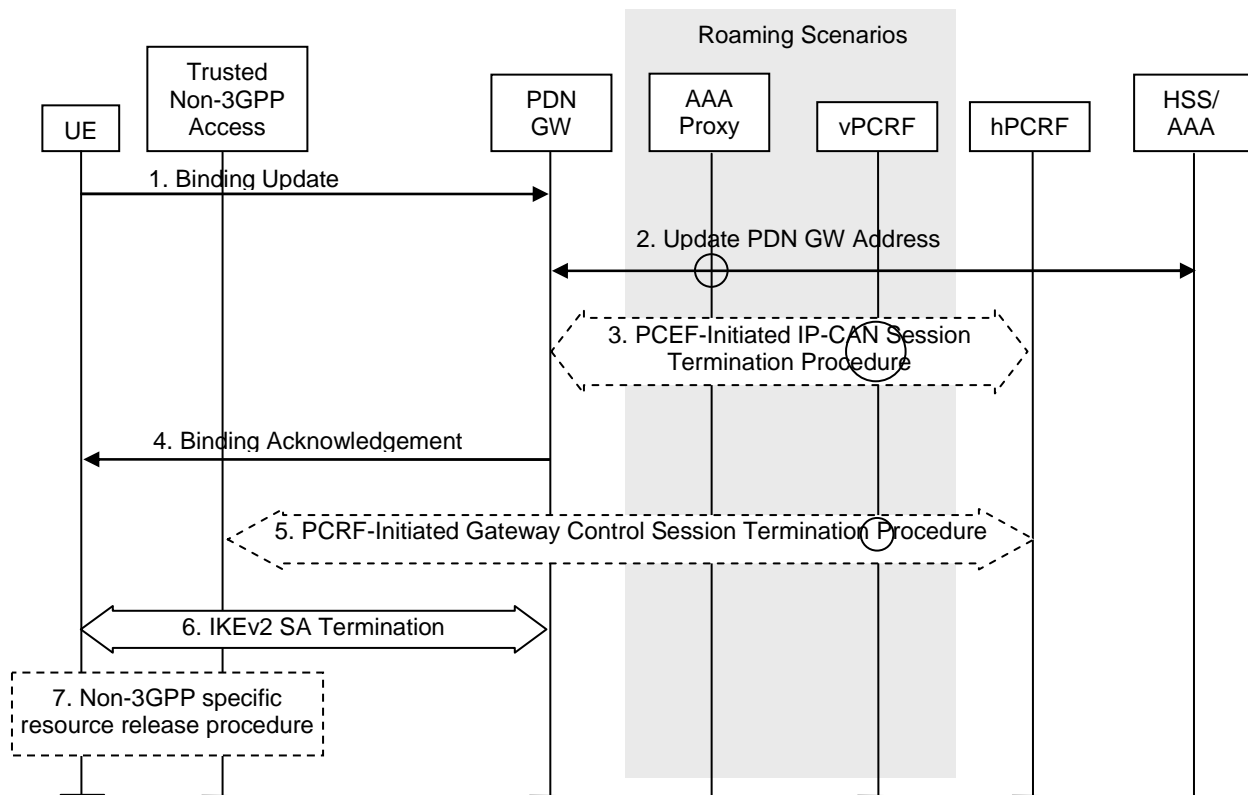 Roaming Scenarios
UE
Trusted
Non-3GPP
Access
PDN
GW
AAA
Proxy
vPCRF
hPCRF
HSS/
AAA
1. Binding Update
2. Update PDN GW Address
3. PCEF-Initiated IP-CAN Session
Termination Procedure
4. Binding Acknowledgement
5. PCRF-Initiated Gateway Control Session Termination Procedure
6. IKEv2 SA Termination
7. Non-3GPP specific
resource release procedure